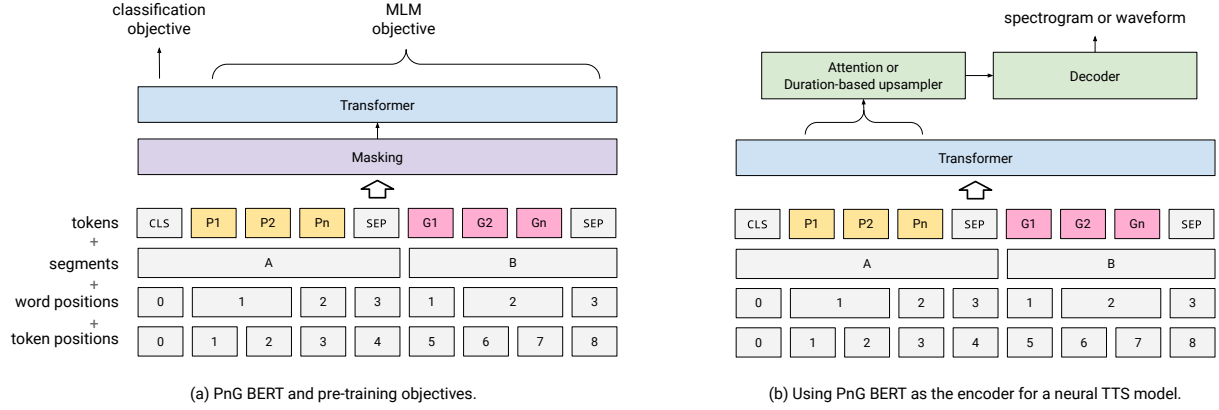 classification
objective
MLM
objective
Transformer
Masking
tokens
CLS P1 P2 Pn SEP G1 G2 Gn SEP
+
segments
A B
+
word positions
0 1 2 3 1 2 3
+
token positions
0 1 2 3 4 5 6 7 8
(a) PnG BERT and pre-training objectives.
spectrogram or waveform
Attention or
Duration-based upsampler
Decoder
Transformer
CLS P1 P2 Pn SEP G1 G2 Gn SEP
A B
0 1 2 3 1 2 3
0 1 2 3 4 5 6 7 8
(b) Using PnG BERT as the encoder for a neural TTS model.